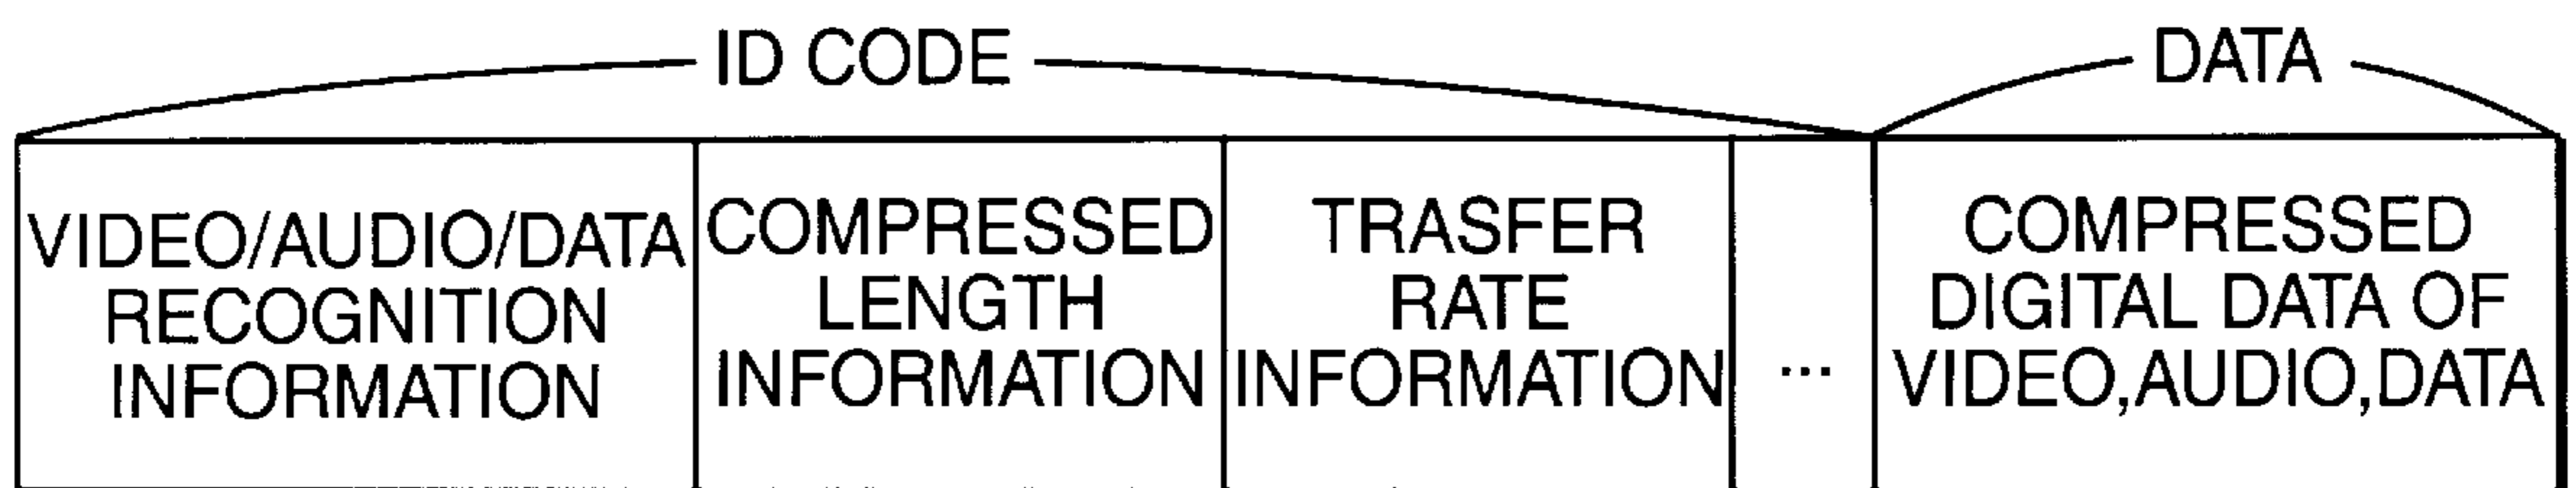 ID CODE
DATA
VIDEO/AUDIO/DATA
RECOGNITION
INFORMATION
COMPRESSED
LENGTH
INFORMATION
TRASFER
RATE
INFORMATION
...
COMPRESSED
DIGITAL DATA OF
VIDEO,AUDIO,DATA